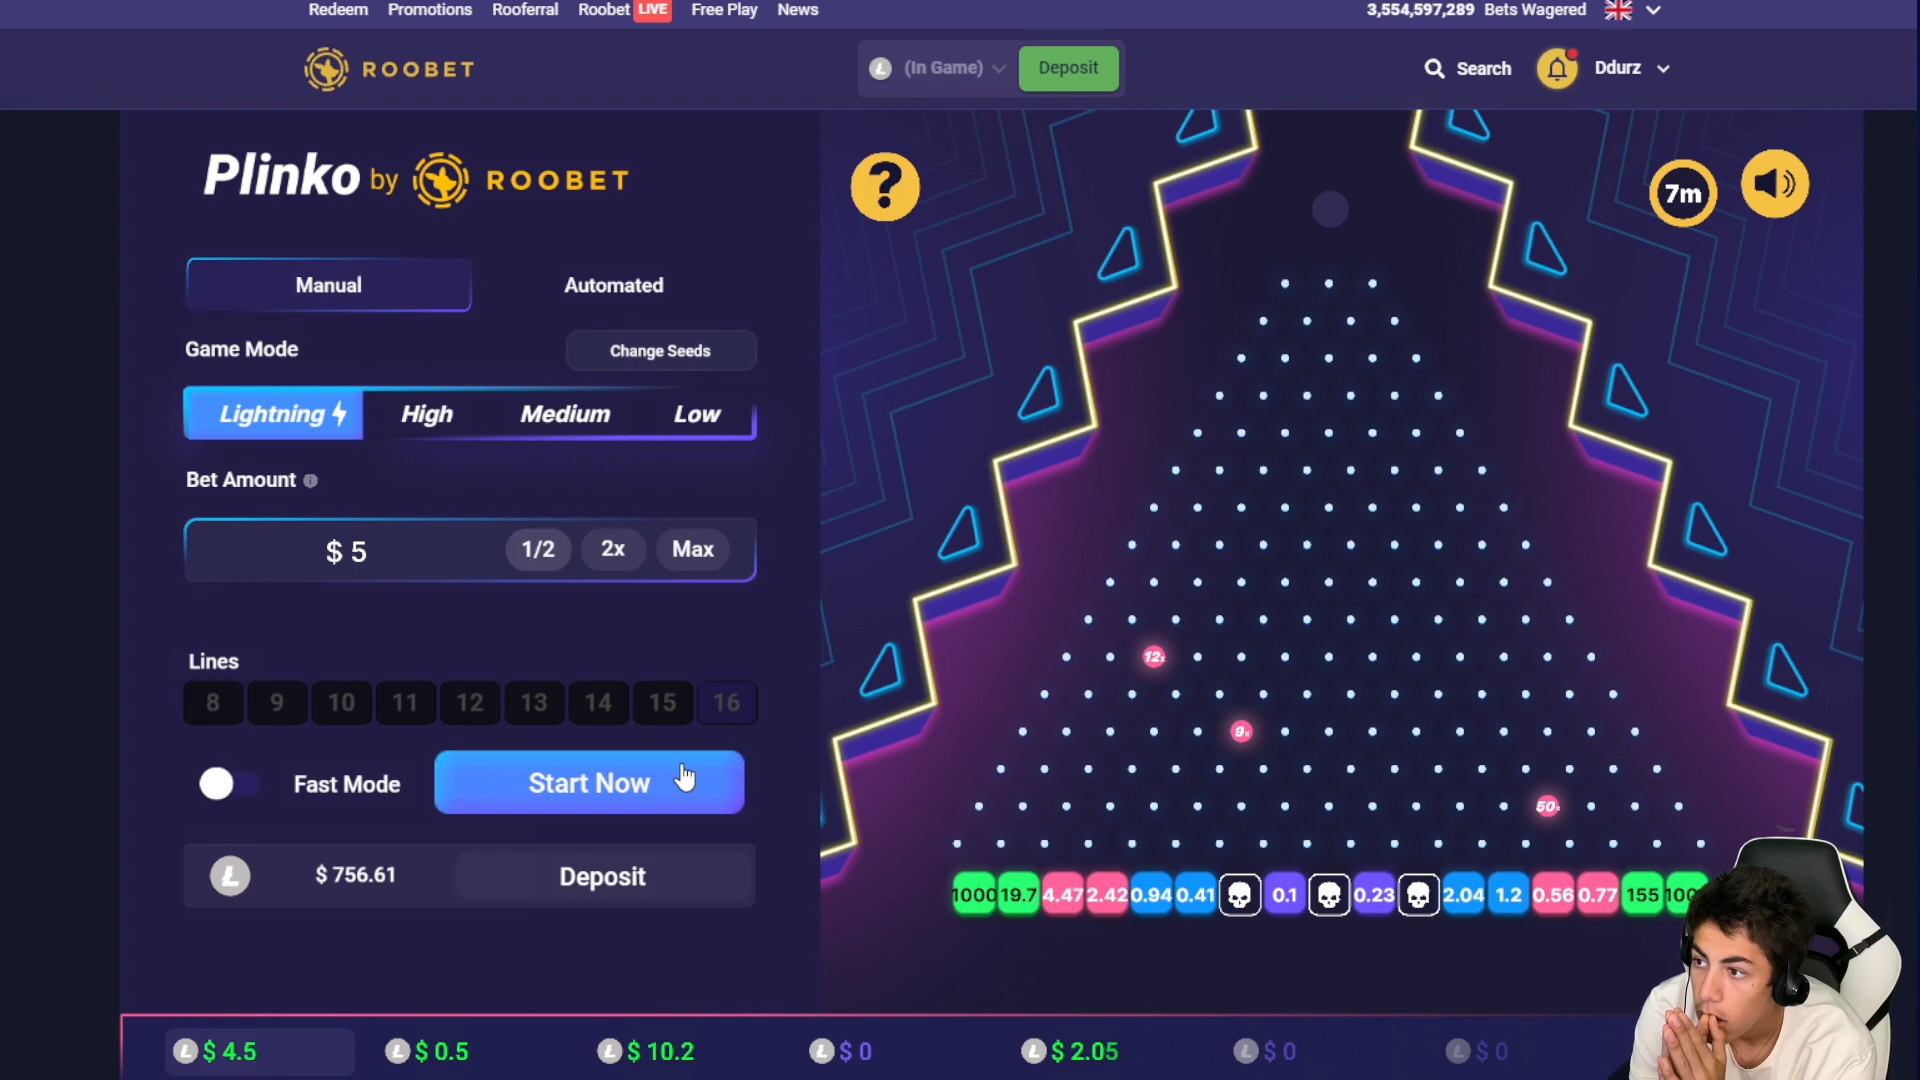 Redeem Promotions Rooferral Roobet LIVE Free Play News 3,554,597,289 Bets Wagered
ROOBET (In Game) Deposit Search Ddurz
Plinko by ROOBET
? 7m
Manual Automated
Game Mode Change Seeds
Lightning High Medium Low
Bet Amount
$ 5 1/2 2x Max
Lines
8 9 10 11 12 13 14 15 16
12x
9x
50x
Fast Mode Start Now
$ 756.61 Deposit
1000 19.7 4.47 2.42 0.94 0.41 0.1 0.23 2.04 1.2 0.56 0.77 155 100
$ 4.5 $ 0.5 $ 10.2 $ 0 $ 2.05 $ 0 $ 0